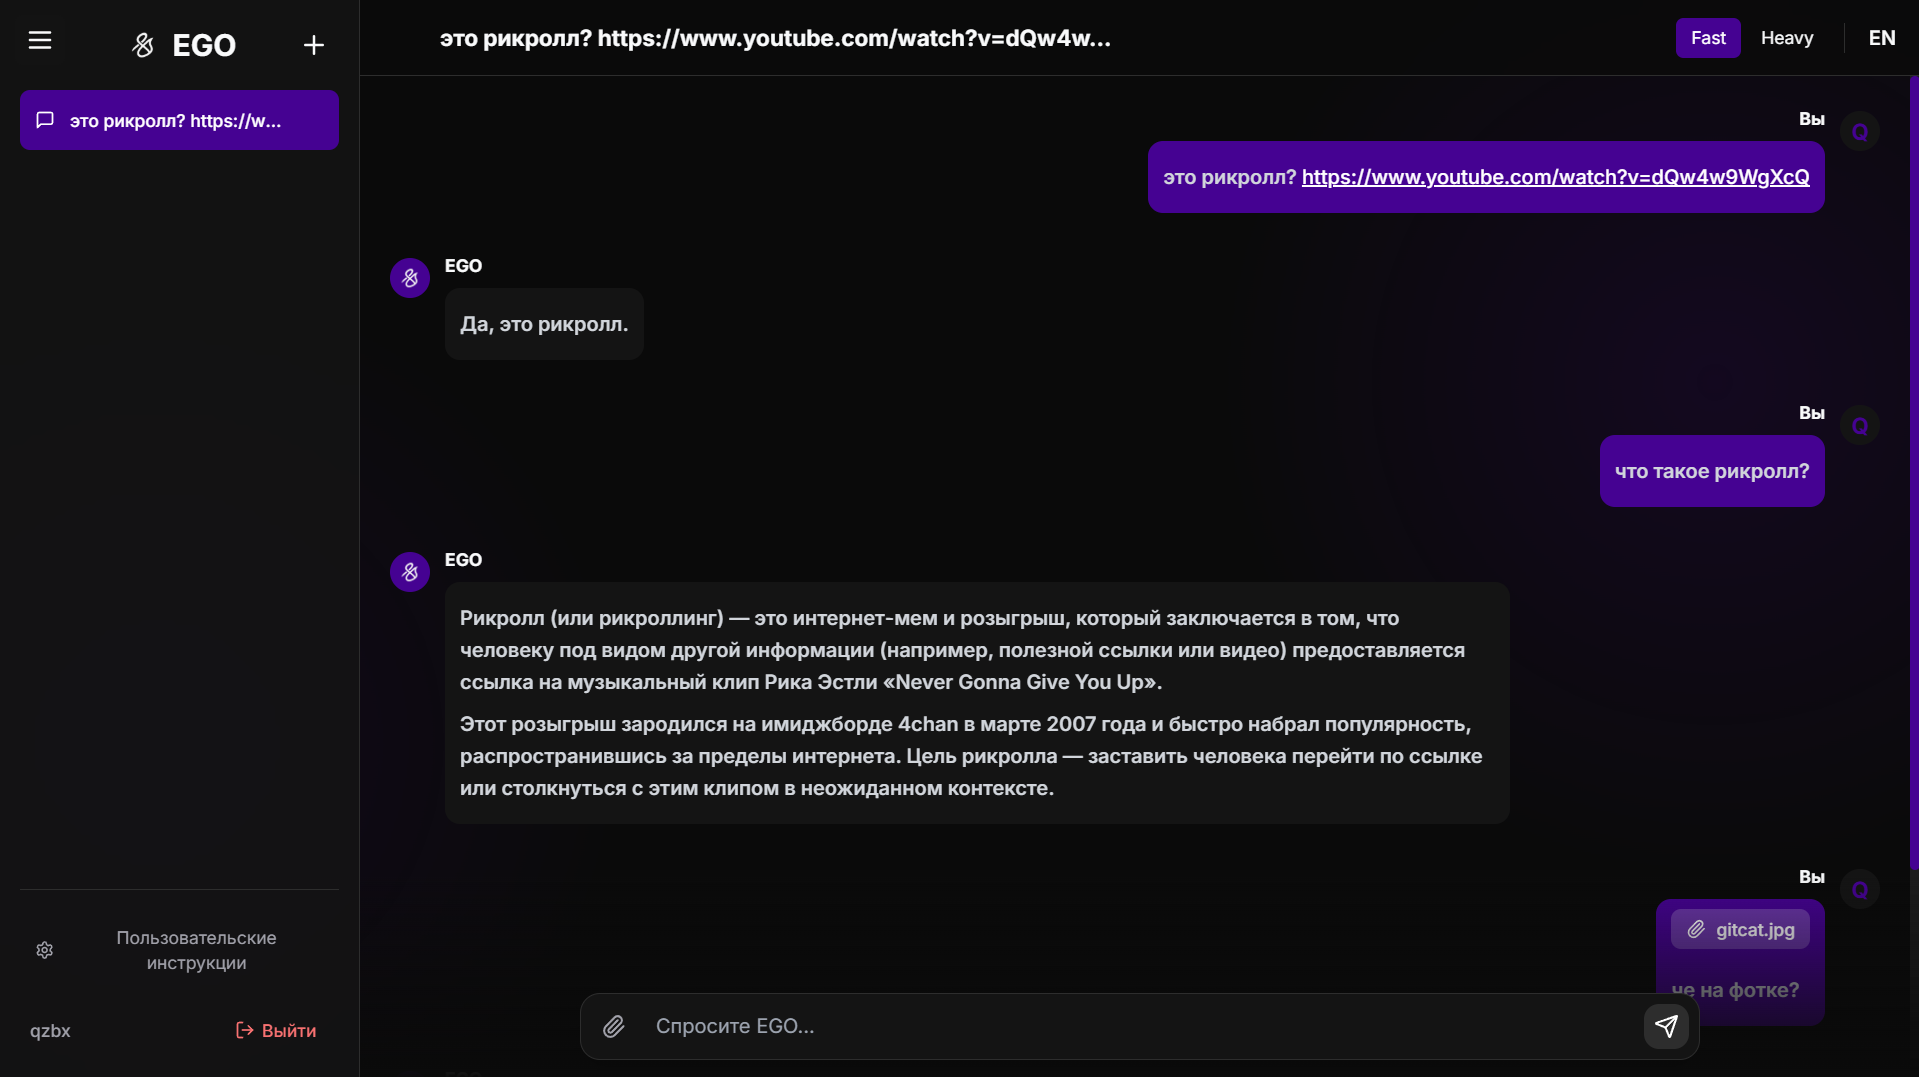 EGO
это рикролл? https://w...
Пользовательские
инструкции
qzbx
Выйти
это рикролл? https://www.youtube.com/watch?v=dQw4w...
Fast
Heavy
EN
Вы
Q
это рикролл? https://www.youtube.com/watch?v=dQw4w9WgXcQ
EGO
Да, это рикролл.
Вы
Q
что такое рикролл?
EGO
Рикролл (или рикроллинг) — это интернет-мем и розыгрыш, который заключается в том, что
человеку под видом другой информации (например, полезной ссылки или видео) предоставляется
ссылка на музыкальный клип Рика Эстли «Never Gonna Give You Up».
Этот розыгрыш зародился на имиджборде 4chan в марте 2007 года и быстро набрал популярность,
распространившись за пределы интернета. Цель рикролла — заставить человека перейти по ссылке
или столкнуться с этим клипом в неожиданном контексте.
Вы
Q
gitcat.jpg
че на фотке?
Спросите EGO...